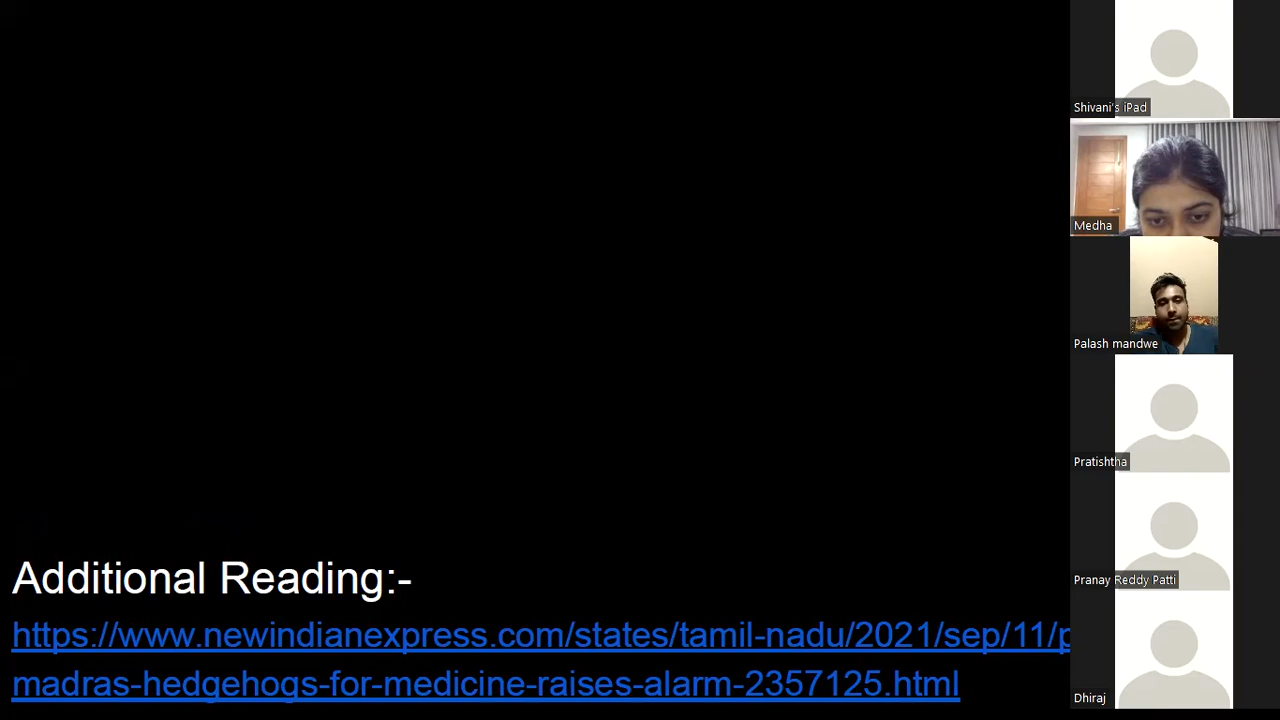 Additional Reading:-
https://www.newindianexpress.com/states/tamil-nadu/2021/sep/11/p
madras-hedgehogs-for-medicine-raises-alarm-2357125.html
Shivani's iPad
Medha
Palash mandwe
Pratishtha
Pranay Reddy Patti
Dhiraj